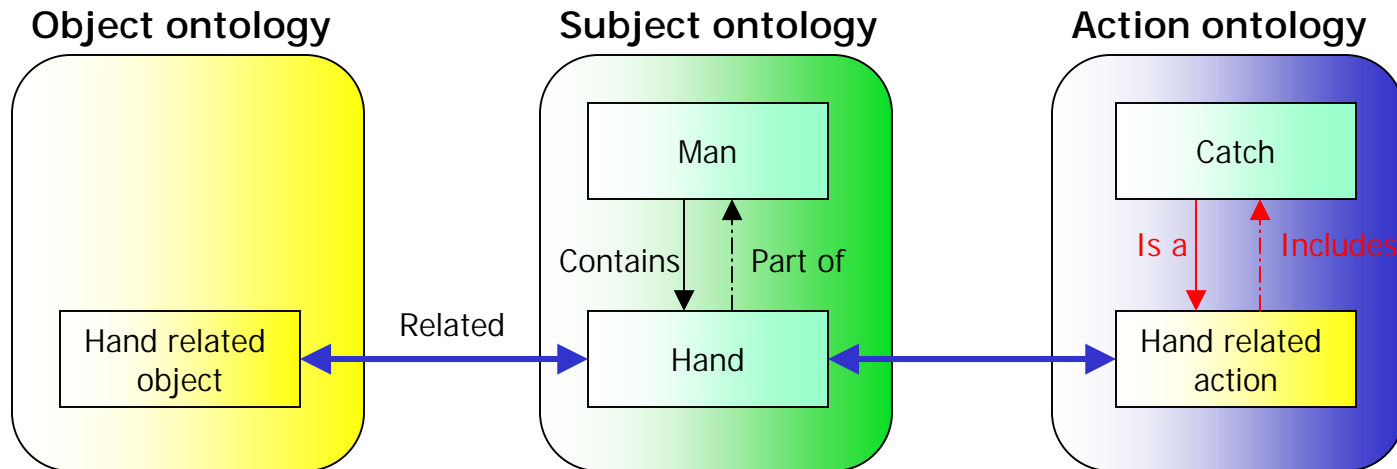 Object ontology
Subject ontology
Action ontology
Man
Catch
Contains
Part of
Is a
Includes
Related
Hand related
object
Hand
Hand related
action